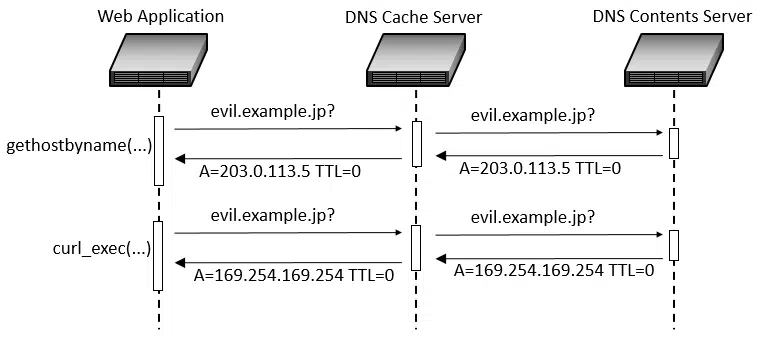 Web Application
DNS Cache Server
DNS Contents Server
evil.example.jp?
evil.example.jp?
gethostbyname(...)
A=203.0.113.5 TTL=0
A=203.0.113.5 TTL=0
evil.example.jp?
evil.example.jp?
curl_exec(...)
A=169.254.169.254 TTL=0
A=169.254.169.254 TTL=0